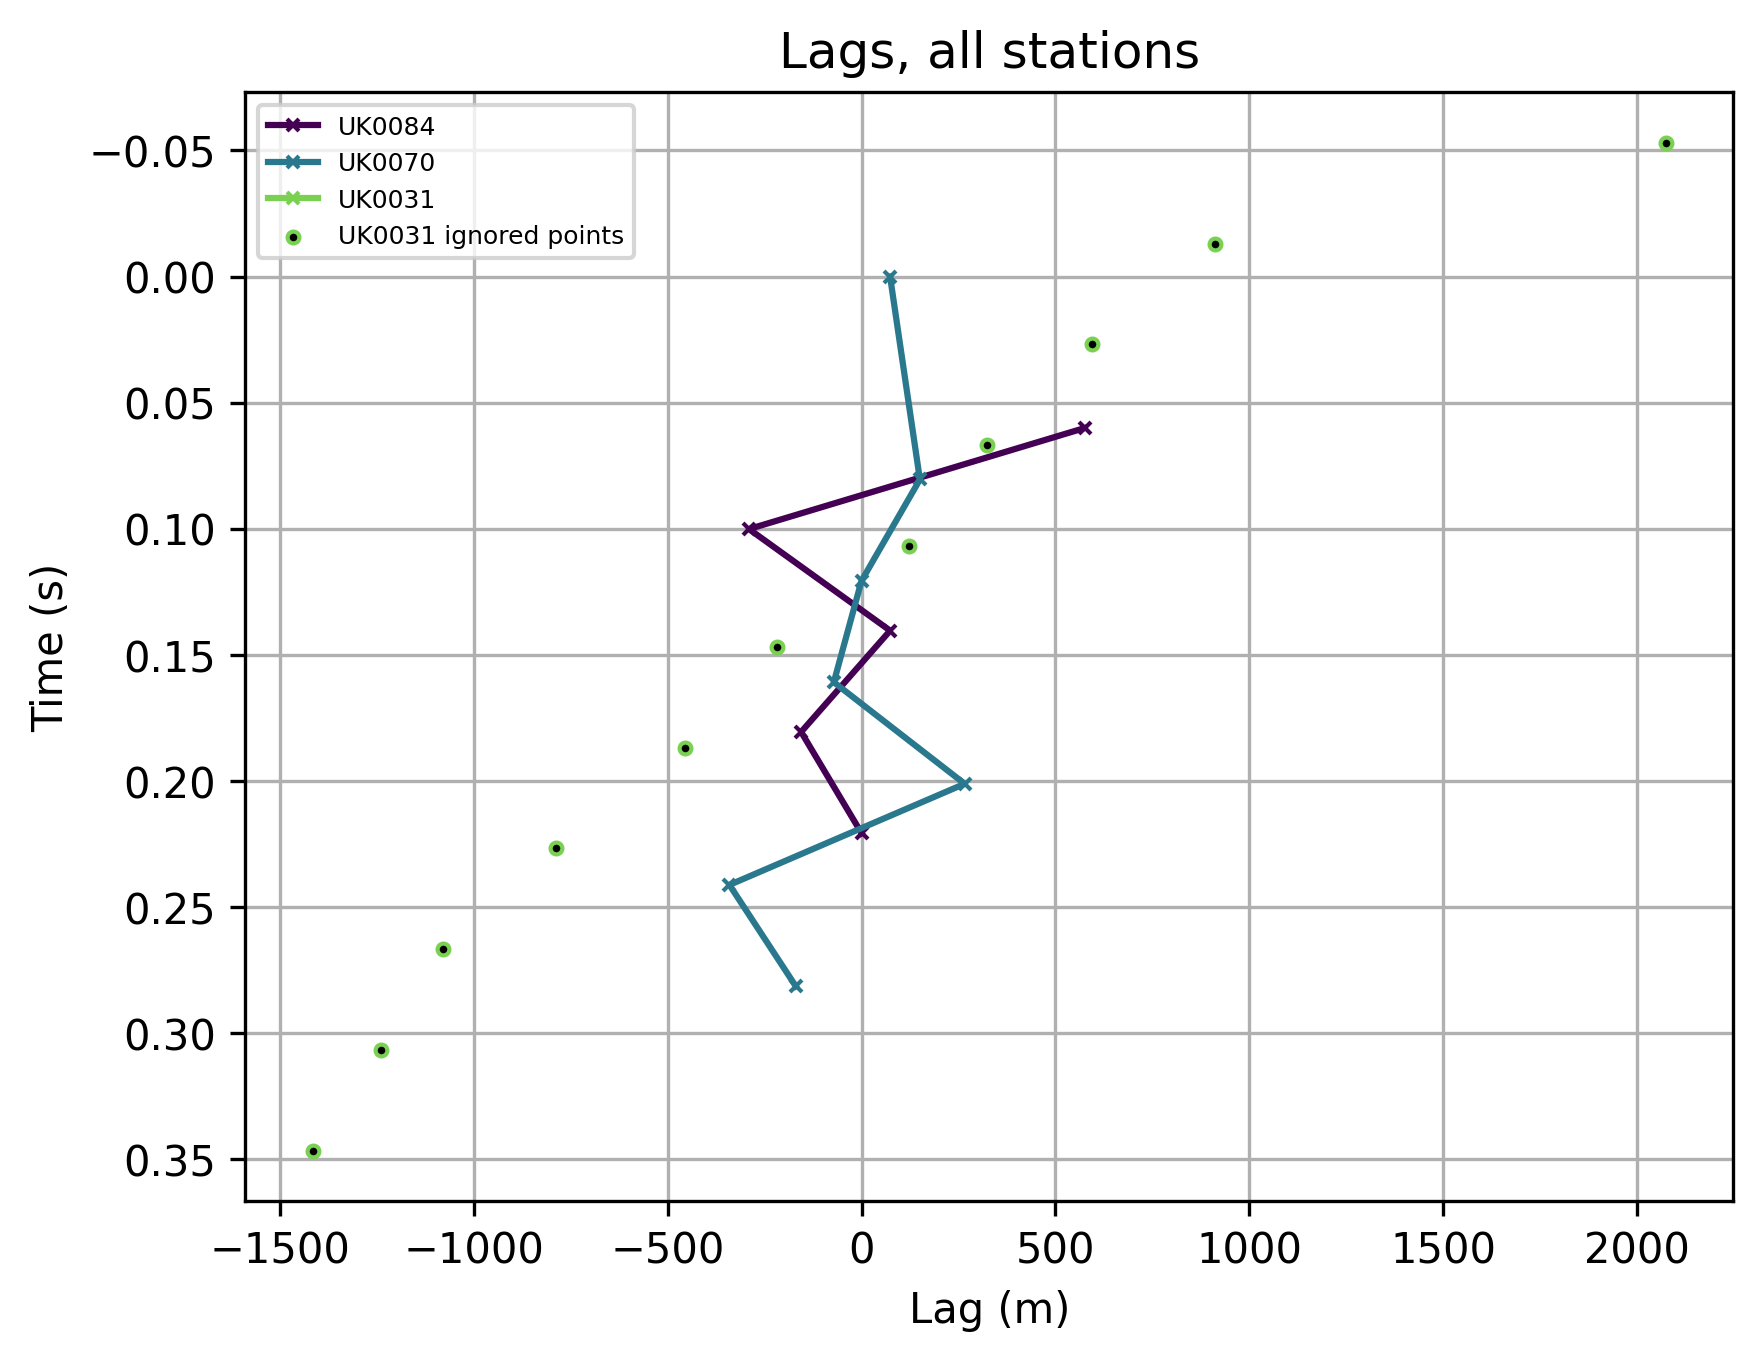 Lags, all stations
UK0084
UK0070
UK0031
UK0031 ignored points
−0.05
0.00
0.05
0.10
0.15
0.20
0.25
0.30
0.35
Time (s)
−1500 −1000 −500 0 500 1000 1500 2000
Lag (m)